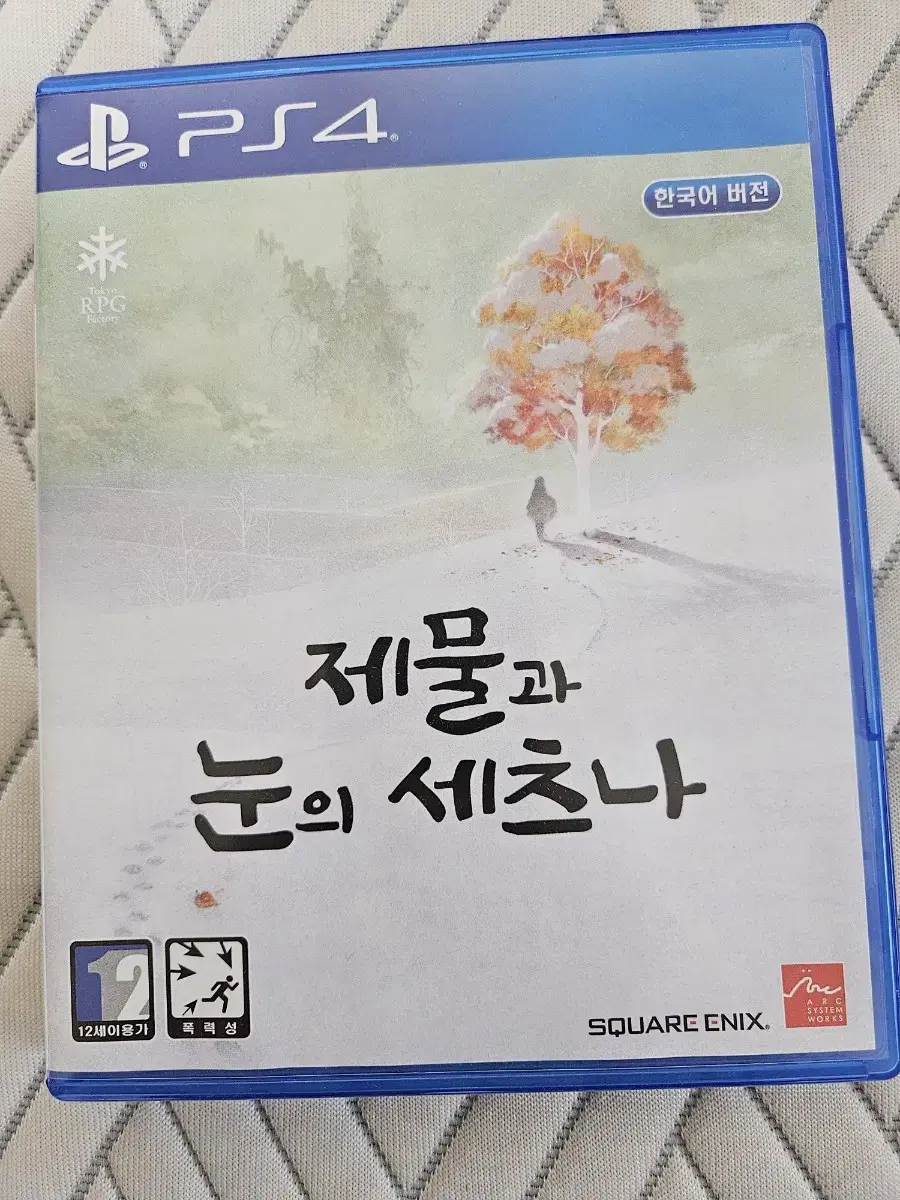 PS4
한국어 버전
Tokyo
RPG
Factory
제물과
눈의 세츠나
12
12세이용가
폭력성
SQUARE ENIX
Arc
ARC
SYSTEM
WORKS